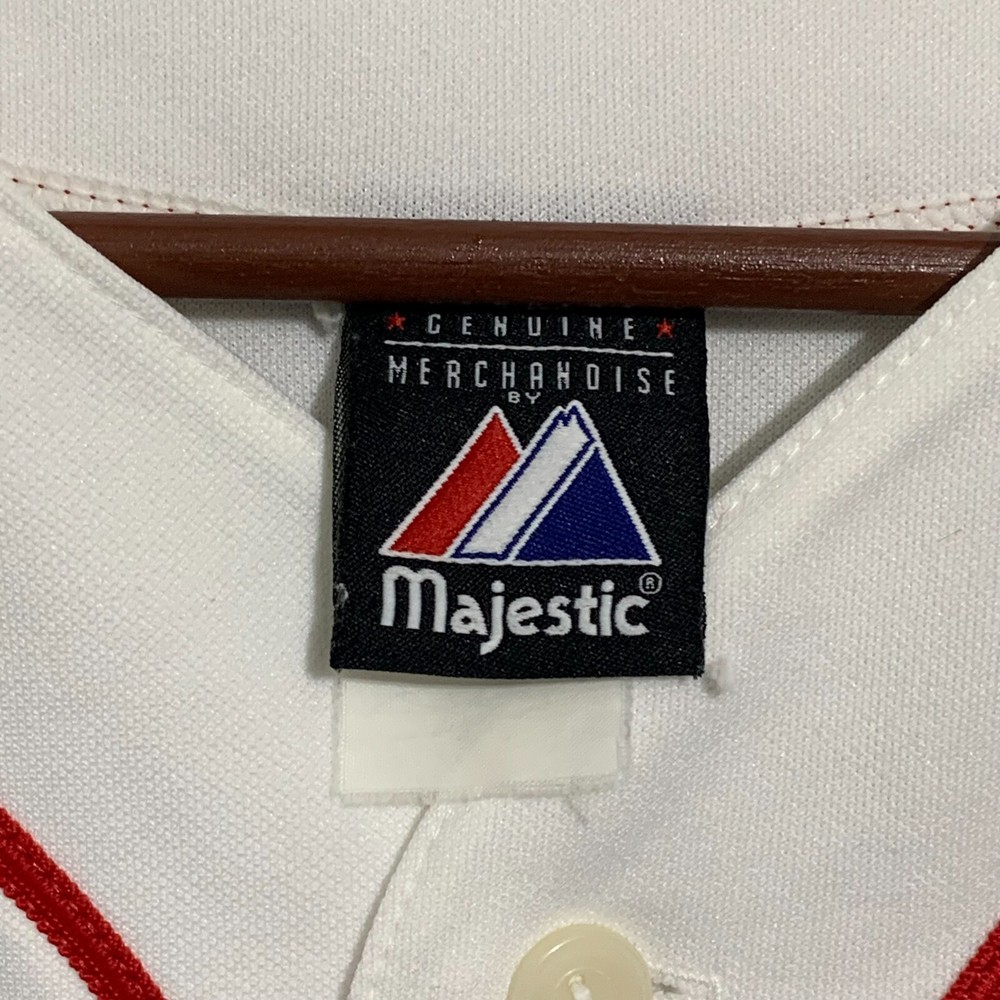 ★ GENUINE ★
MERCHANDISE
BY
Majestic®